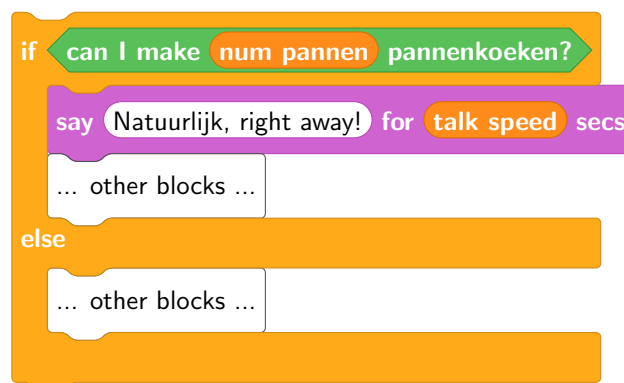 if can I make num pannen pannenkoeken?
say Natuurlijk, right away! for talk speed secs
... other blocks ...
else
... other blocks ...